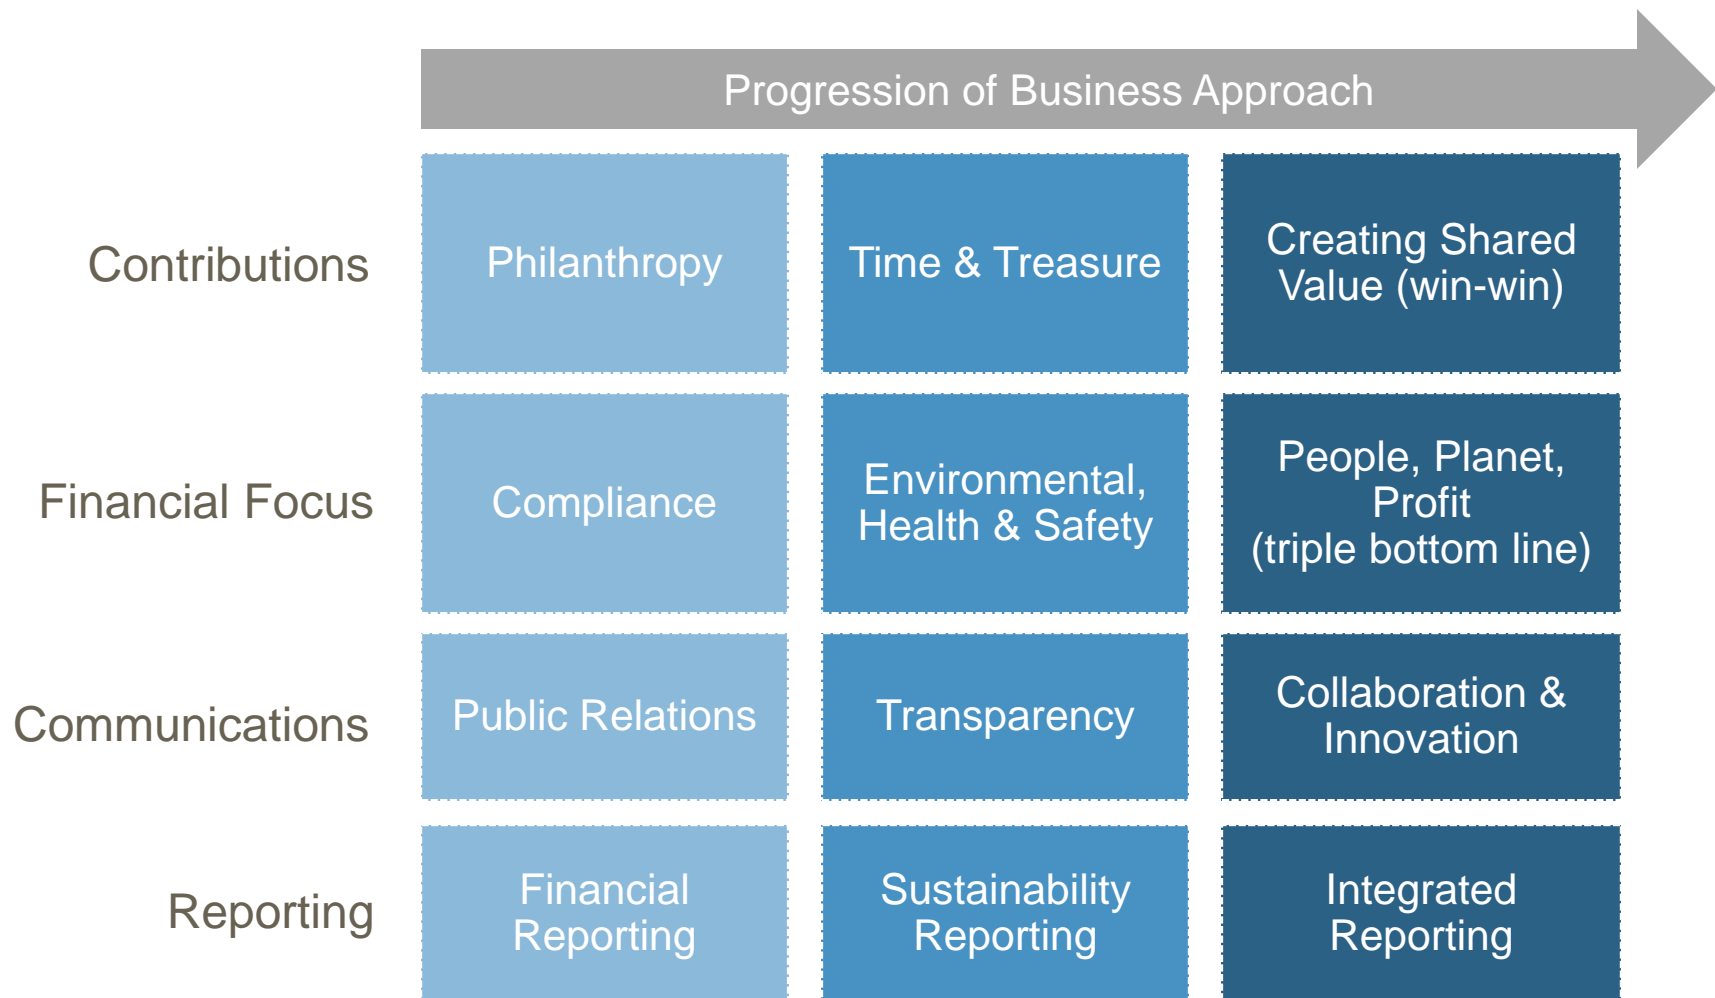 Progression of Business Approach
Contributions
Philanthropy
Time & Treasure
Creating Shared
Value (win-win)
Financial Focus
Compliance
Environmental,
Health & Safety
People, Planet,
Profit
(triple bottom line)
Communications
Public Relations
Transparency
Collaboration &
Innovation
Reporting
Financial
Reporting
Sustainability
Reporting
Integrated
Reporting